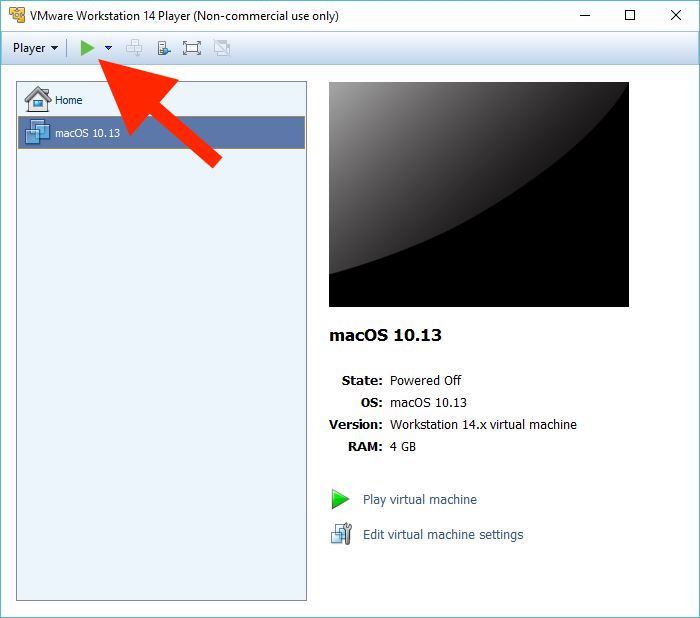 VMware Workstation 14 Player (Non-commercial use only)
Player
Home
macOS 10.13
macOS 10.13
State: Powered Off
OS: macOS 10.13
Version: Workstation 14.x virtual machine
RAM: 4 GB
Play virtual machine
Edit virtual machine settings